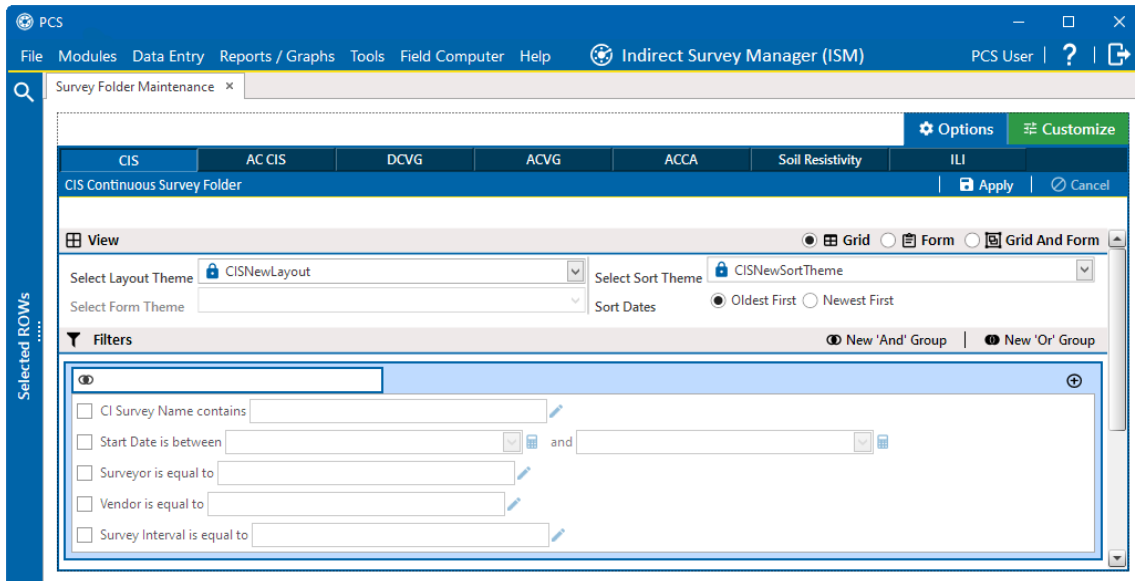 PCS
File Modules Data Entry Reports / Graphs Tools Field Computer Help Indirect Survey Manager (ISM) PCS User | ? |
Survey Folder Maintenance ×
Options Customize
CIS AC CIS DCVG ACVG ACCA Soil Resistivity ILI
CIS Continuous Survey Folder | Apply | Cancel
View Grid Form Grid And Form
Select Layout Theme CISNewLayout Select Sort Theme CISNewSortTheme
Select Form Theme Sort Dates Oldest First Newest First
Filters New 'And' Group | New 'Or' Group
CI Survey Name contains
Start Date is between and
Surveyor is equal to
Vendor is equal to
Survey Interval is equal to
Selected ROWs